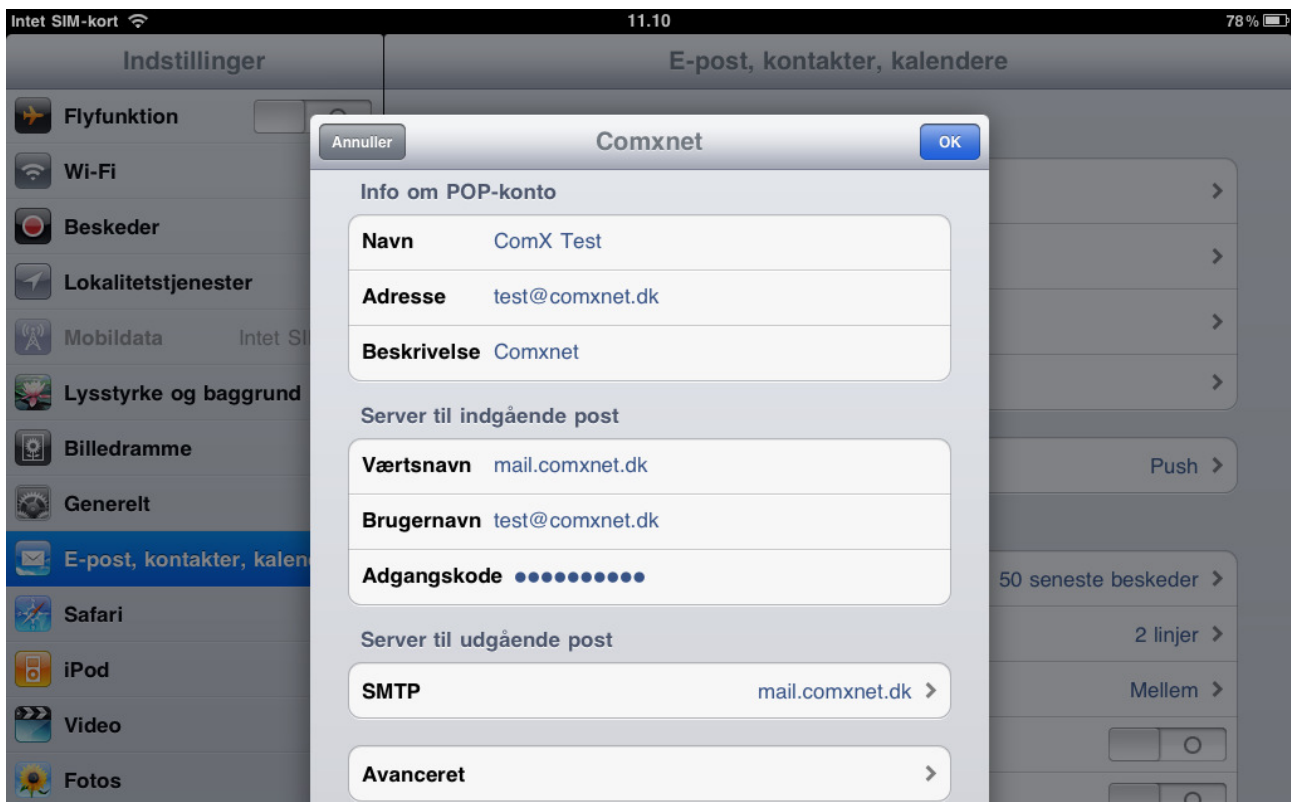 Intet SIM-kort 11.10 78 %
Indstillinger
E-post, kontakter, kalendere
Flyfunktion
Wi-Fi
Beskeder
Lokalitetstjenester
Mobildata Intet SI
Lysstyrke og baggrund
Billedramme
Generelt
E-post, kontakter, kalen
Safari
iPod
Video
Fotos
Annuller Comxnet OK
Info om POP-konto
Navn ComX Test
Adresse test@comxnet.dk
Beskrivelse Comxnet
Server til indgående post
Værtsnavn mail.comxnet.dk
Brugernavn test@comxnet.dk
Adgangskode ••••••••••
Server til udgående post
SMTP mail.comxnet.dk
Avanceret
Push
50 seneste beskeder
2 linjer
Mellem